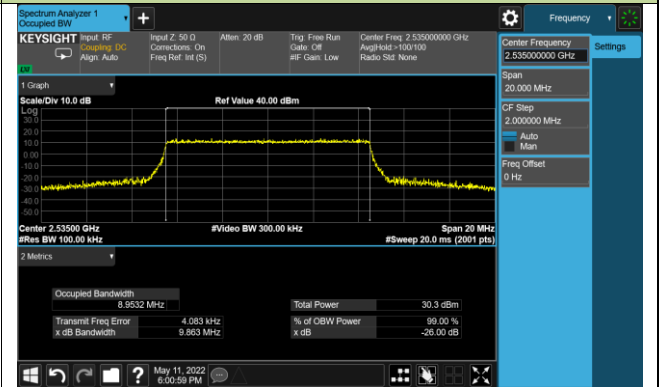 Spectrum Analyzer 1
Occupied BW
Frequency
KEYSIGHT
Input: RF
Coupling: DC
Align: Auto
Input Z: 50 Ω
Corrections: On
Freq Ref: Int (S)
Atten: 20 dB
Trig: Free Run
Gate: Off
#IF Gain: Low
Center Freq: 2.535000000 GHz
Avg|Hold:>100/100
Radio Std: None
Center Frequency
2.535000000 GHz
Settings
Span
20.000 MHz
CF Step
2.000000 MHz
Auto
Man
Freq Offset
0 Hz
1 Graph
Scale/Div 10.0 dB
Ref Value 40.00 dBm
Log
30.0
20.0
10.0
0.00
-10.0
-20.0
-30.0
-40.0
-50.0
Center 2.53500 GHz
#Video BW 300.00 kHz
Span 20 MHz
#Res BW 100.00 kHz
#Sweep 20.0 ms (2001 pts)
2 Metrics
Occupied Bandwidth
8.9532 MHz
Total Power 30.3 dBm
Transmit Freq Error 4.083 kHz
% of OBW Power 99.00 %
x dB Bandwidth 9.863 MHz
x dB -26.00 dB
?
May 11, 2022
6:00:59 PM